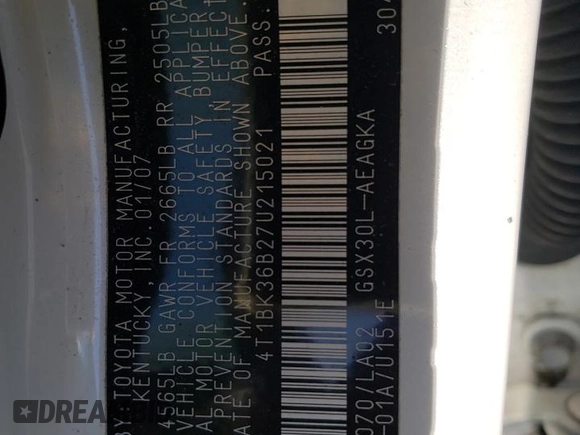 BY TOYOTA MOTOR MANUFACTURING,
KENTUCKY, INC. 01/07
4565LB GAWR FR 2665LB RR 2505LB
VEHICLE CONFORMS TO ALL APPLICA
AL MOTOR VEHICLE SAFETY, BUMPER,
PREVENTION STANDARDS IN EFFECT
ATE OF MANUFACTURE SHOWN ABOVE.
4T1BK36B27U215021 PASS
070/LA02 GSX30L-AEAGKA
-01A70151E 304
DREAM